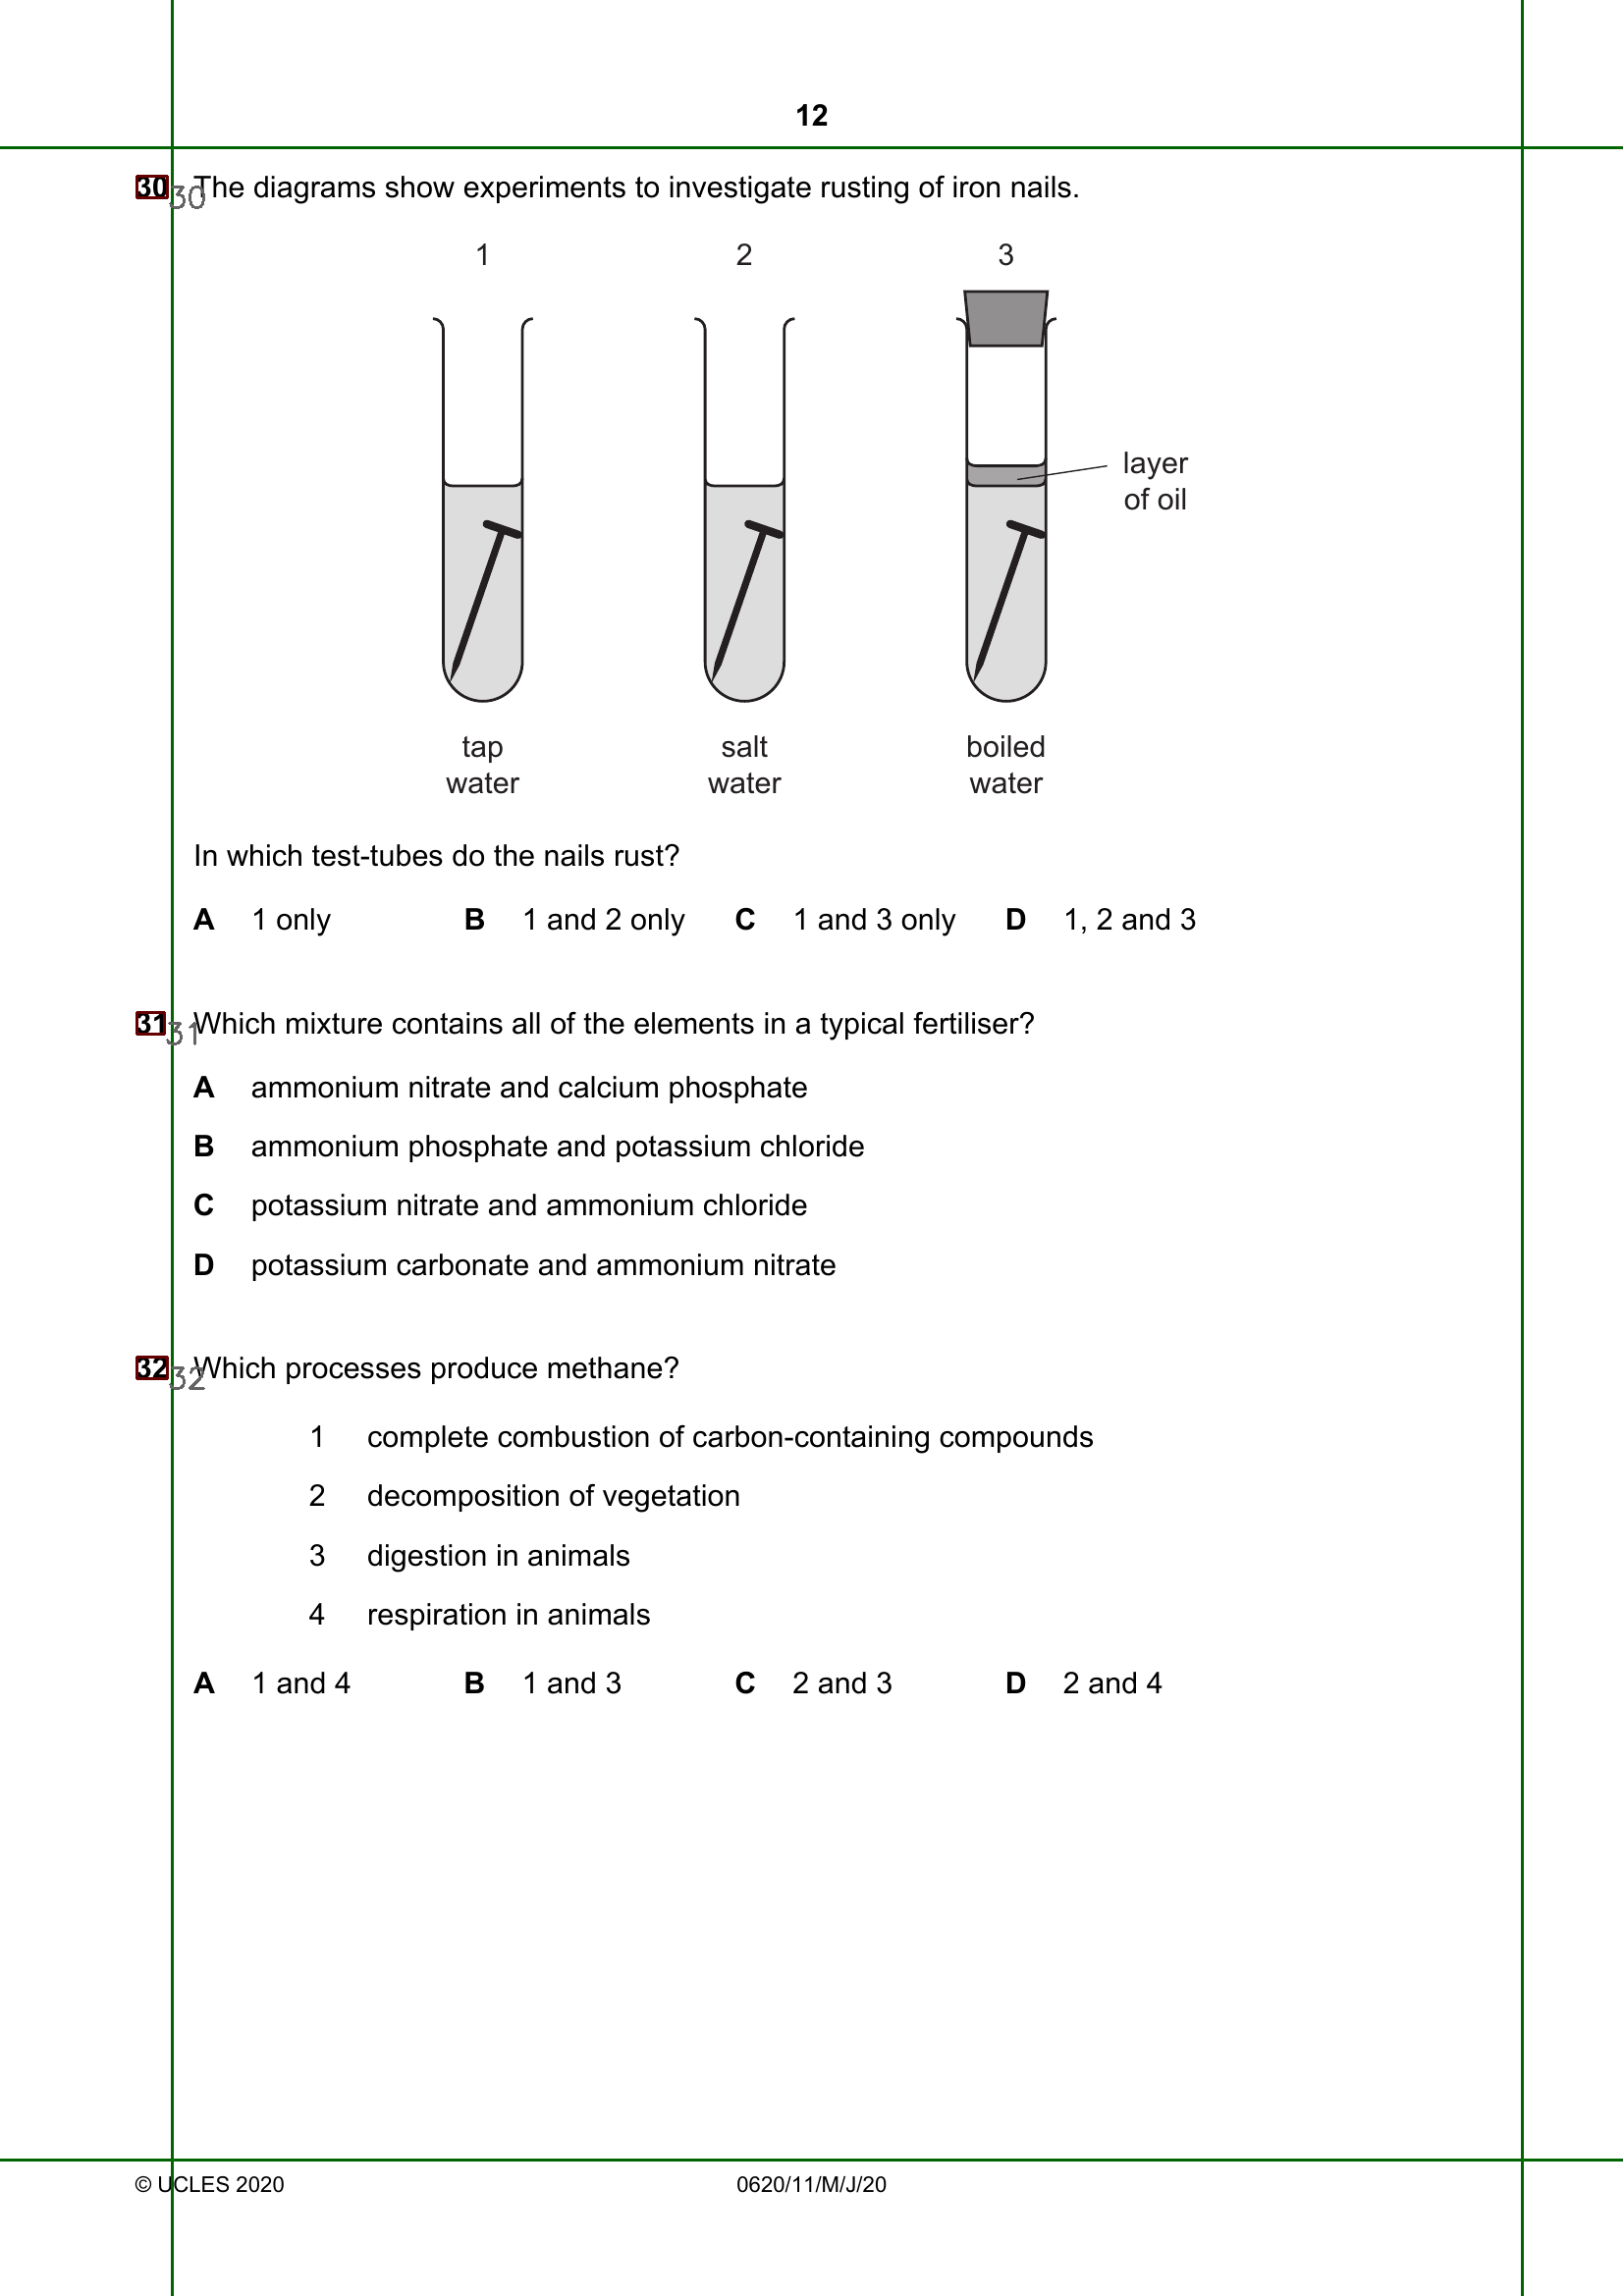 12
30 30 The diagrams show experiments to investigate rusting of iron nails.
1 2 3
layer
of oil
tap water
salt water
boiled water
In which test-tubes do the nails rust?
A 1 only B 1 and 2 only C 1 and 3 only D 1, 2 and 3
31 31 Which mixture contains all of the elements in a typical fertiliser?
A ammonium nitrate and calcium phosphate
B ammonium phosphate and potassium chloride
C potassium nitrate and ammonium chloride
D potassium carbonate and ammonium nitrate
32 32 Which processes produce methane?
1 complete combustion of carbon-containing compounds
2 decomposition of vegetation
3 digestion in animals
4 respiration in animals
A 1 and 4 B 1 and 3 C 2 and 3 D 2 and 4
© UCLES 2020 0620/11/M/J/20